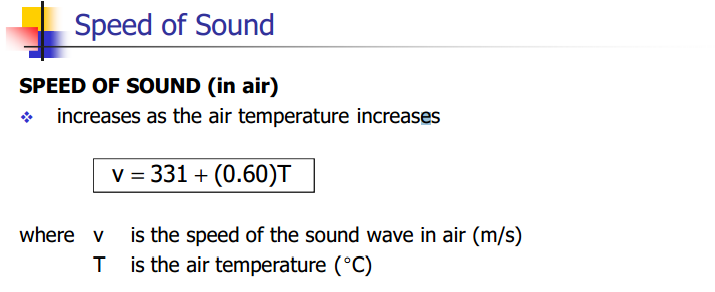 Speed of Sound
SPEED OF SOUND (in air)
❖ increases as the air temperature increases
v = 331 + (0.60)T
where v is the speed of the sound wave in air (m/s)
T is the air temperature (°C)